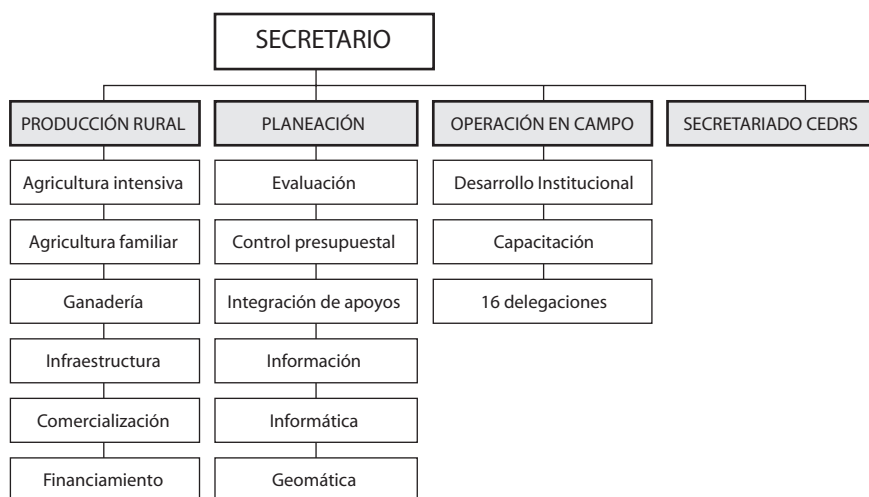 SECRETARIO
PRODUCCIÓN RURAL
PLANEACIÓN
OPERACIÓN EN CAMPO
SECRETARIADO CEDRS
Agricultura intensiva
Evaluación
Desarrollo Institucional
Agricultura familiar
Control presupuestal
Capacitación
Ganadería
Integración de apoyos
16 delegaciones
Infraestructura
Información
Comercialización
Informática
Financiamiento
Geomática